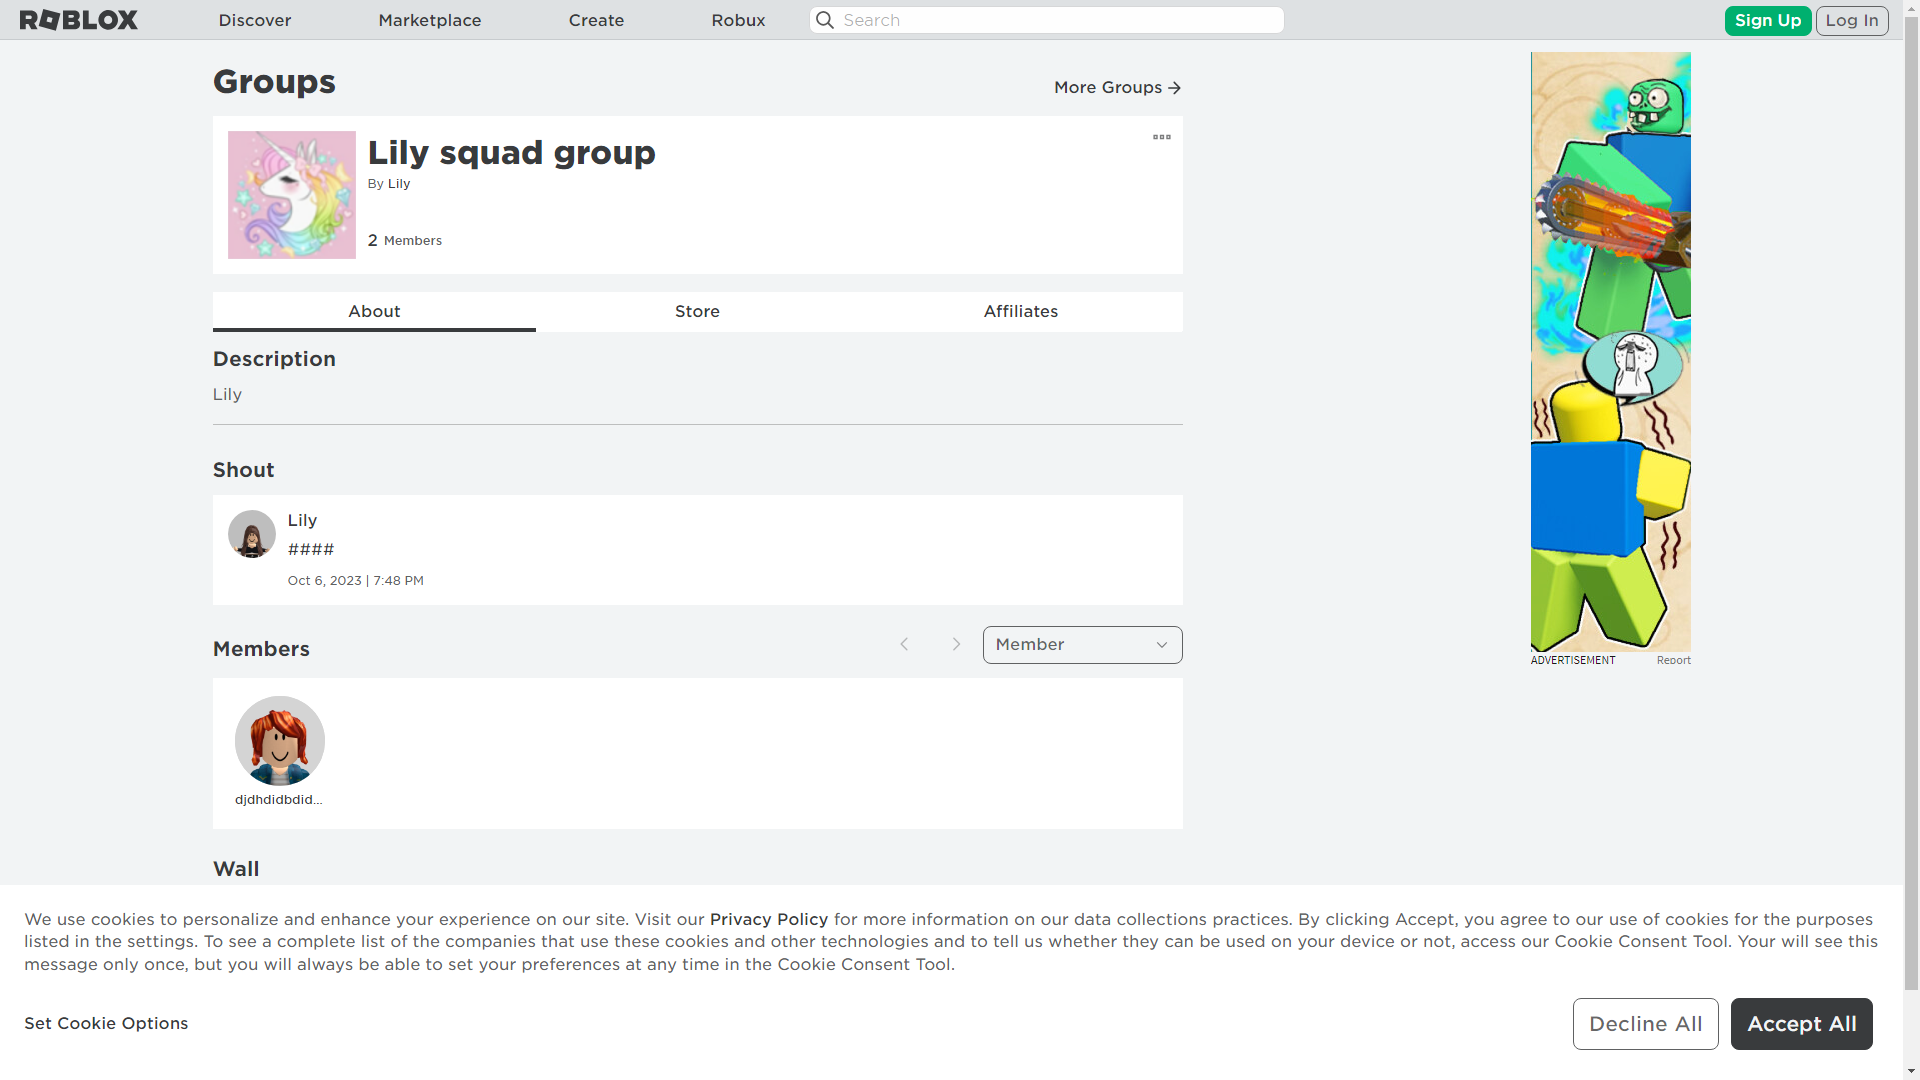 ROBLOX
Discover
Marketplace
Create
Robux
Search
Sign Up
Log In
Groups
More Groups
Lily squad group
By Lily
2 Members
About
Store
Affiliates
Description
Lily
Shout
Lily
####
Oct 6, 2023 | 7:48 PM
Members
Member
djdhdidbdid...
Wall
ADVERTISEMENT
Report
We use cookies to personalize and enhance your experience on our site. Visit our Privacy Policy for more information on our data collections practices. By clicking Accept, you agree to our use of cookies for the purposes
listed in the settings. To see a complete list of the companies that use these cookies and other technologies and to tell us whether they can be used on your device or not, access our Cookie Consent Tool. Your will see this
message only once, but you will always be able to set your preferences at any time in the Cookie Consent Tool.
Set Cookie Options
Decline All
Accept All